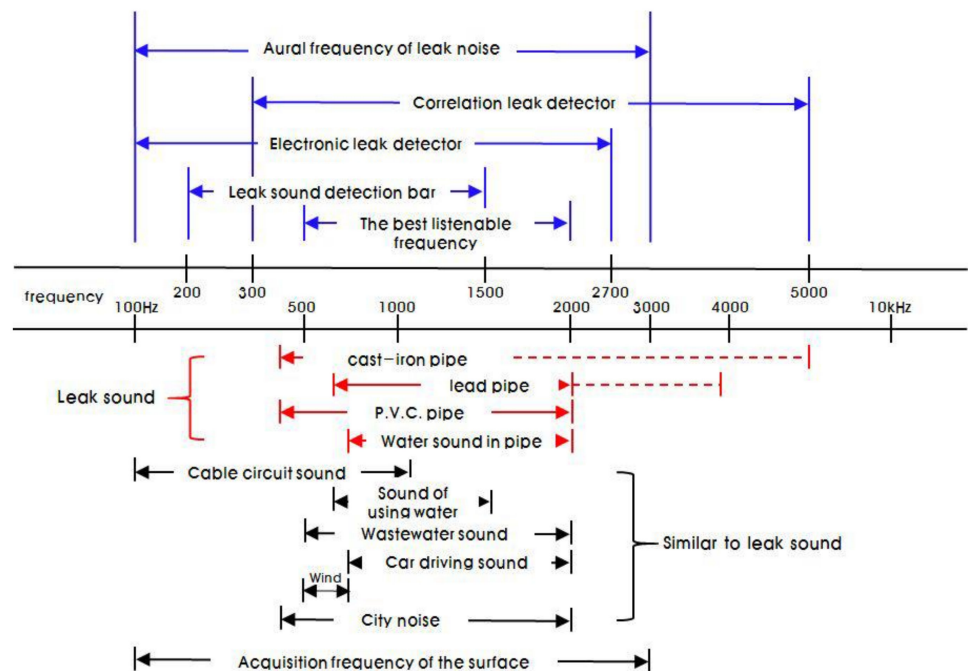 Aural frequency of leak noise
Correlation leak detector
Electronic leak detector
Leak sound detection bar
The best listenable
frequency
frequency
200 300 1500 2700 5000
100Hz 500 1000 2000 3000 4000 10kHz
cast-iron pipe
Leak sound
lead pipe
P.V.C. pipe
Water sound in pipe
Cable circuit sound
Sound of
using water
Wastewater sound
Similar to leak sound
Car driving sound
Wind
City noise
Acquisition frequency of the surface